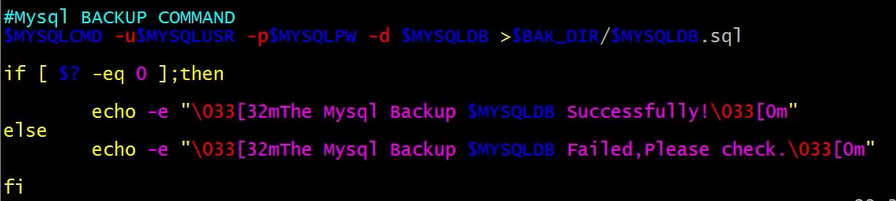 #Mysql BACKUP COMMAND
$MYSQLCMD -u$MYSQLUSR -p$MYSQLPW -d $MYSQLDB >$BAK_DIR/$MYSQLDB.sql
if [ $? -eq 0 ];then
echo -e "\033[32mThe Mysql Backup $MYSQLDB Successfully!\033[0m"
else
echo -e "\033[32mThe Mysql Backup $MYSQLDB Failed,Please check.\033[0m"
fi